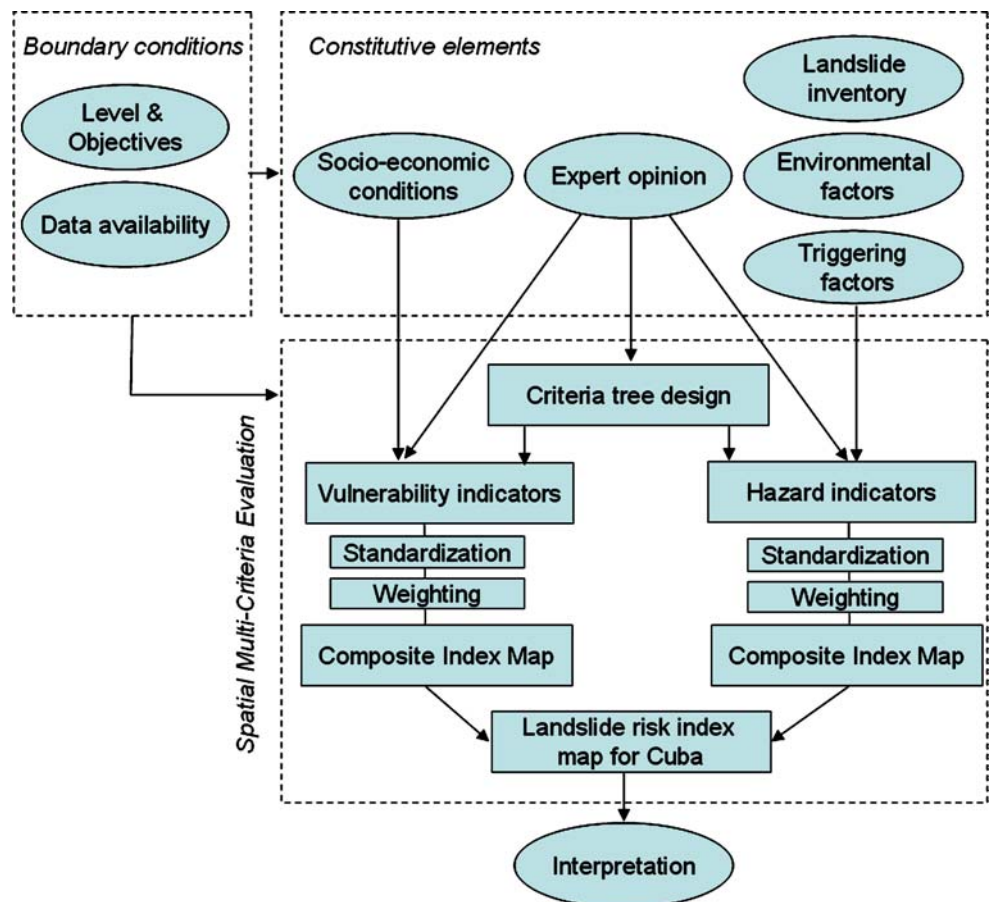 Boundary conditions
Level &
Objectives
Data availability
Constitutive elements
Landslide
inventory
Socio-economic
conditions
Expert opinion
Environmental
factors
Triggering
factors
Spatial Multi-Criteria Evaluation
Criteria tree design
Vulnerability indicators
Hazard indicators
Standardization
Standardization
Weighting
Weighting
Composite Index Map
Composite Index Map
Landslide risk index
map for Cuba
Interpretation